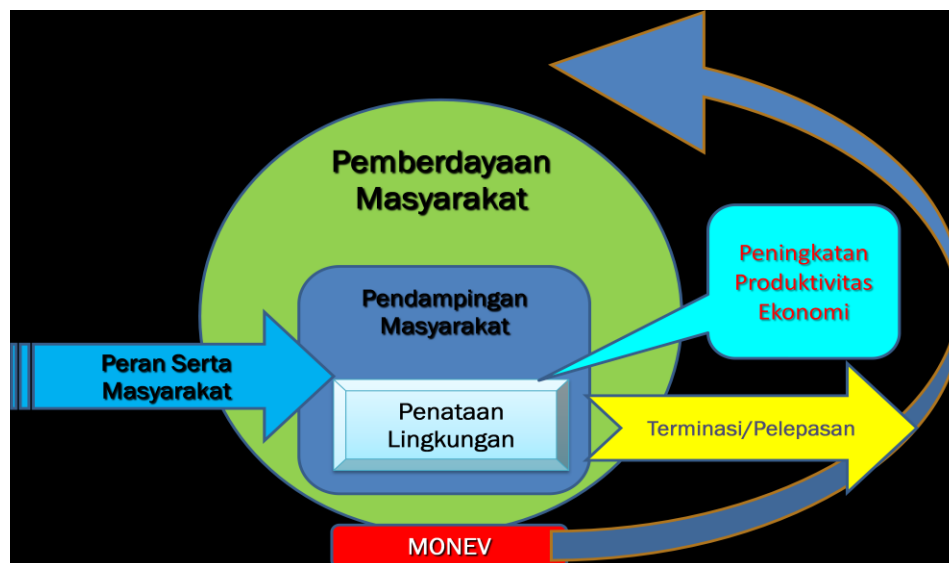 Pemberdayaan
Masyarakat
Pendampingan
Masyarakat
Peningkatan
Produktivitas
Ekonomi
Peran Serta
Masyarakat
Penataan
Lingkungan
Terminasi/Pelepasan
MONEV